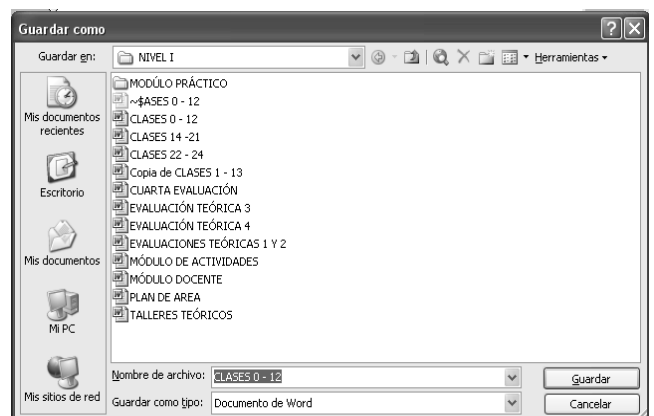 Guardar como
Guardar en:
NIVEL I
Herramientas
Mis documentos
recientes
Escritorio
Mis documentos
Mi PC
Mis sitios de red
MODÚLO PRÁCTICO
~$ASES 0 - 12
CLASES 0 - 12
CLASES 14 -21
CLASES 22 - 24
Copia de CLASES 1 - 13
CUARTA EVALUACIÓN
EVALUACIÓN TEÓRICA 3
EVALUACIÓN TEÓRICA 4
EVALUACIONES TEÓRICAS 1 Y 2
MÓDULO DE ACTIVIDADES
MÓDULO DOCENTE
PLAN DE AREA
TALLERES TEÓRICOS
Nombre de archivo: CLASES 0 - 12
Guardar
Guardar como tipo: Documento de Word
Cancelar